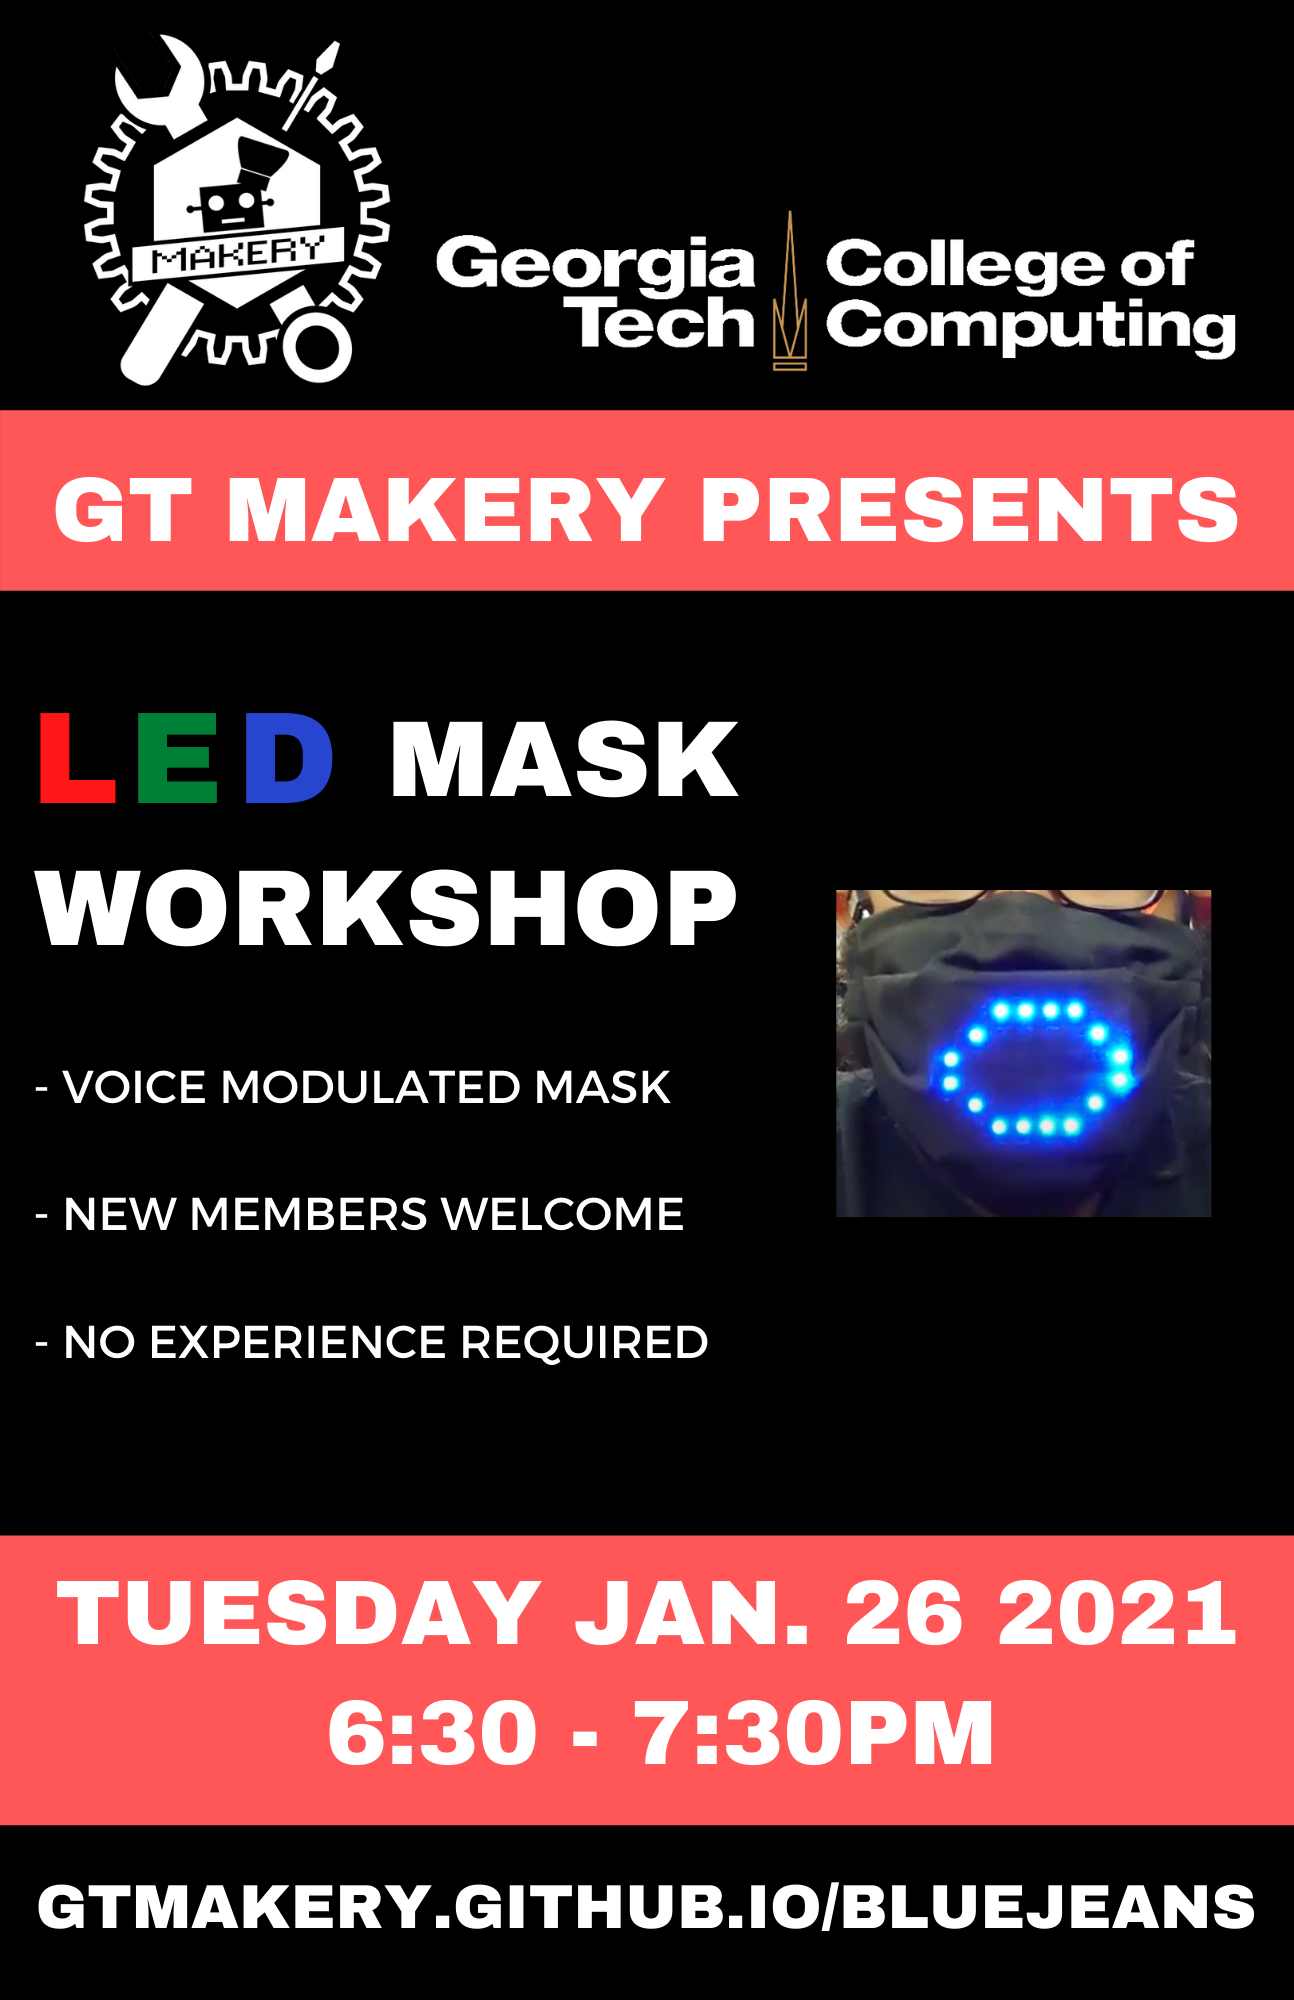 MAKERY
Georgia Tech
College of Computing
GT MAKERY PRESENTS
LED MASK
WORKSHOP
- VOICE MODULATED MASK
- NEW MEMBERS WELCOME
- NO EXPERIENCE REQUIRED
TUESDAY JAN. 26 2021
6:30 - 7:30PM
GTMAKERY.GITHUB.IO/BLUEJEANS